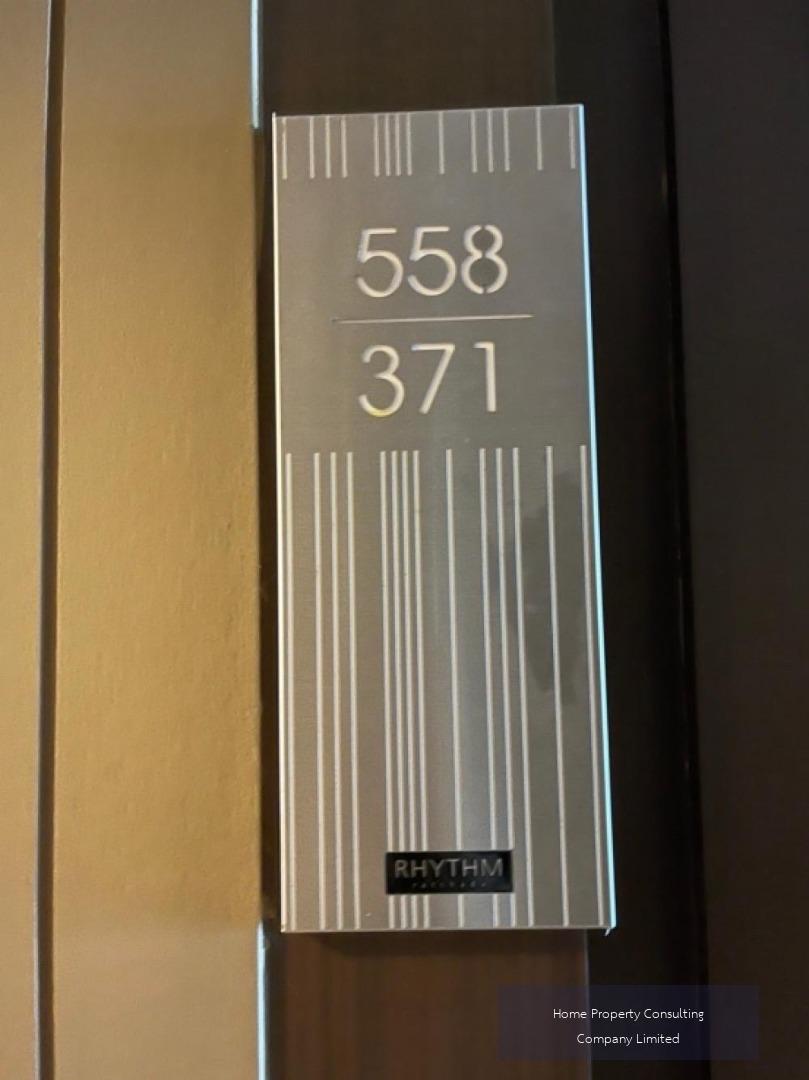 558
371
RHYTHM
Home Property Consulting
Company Limited